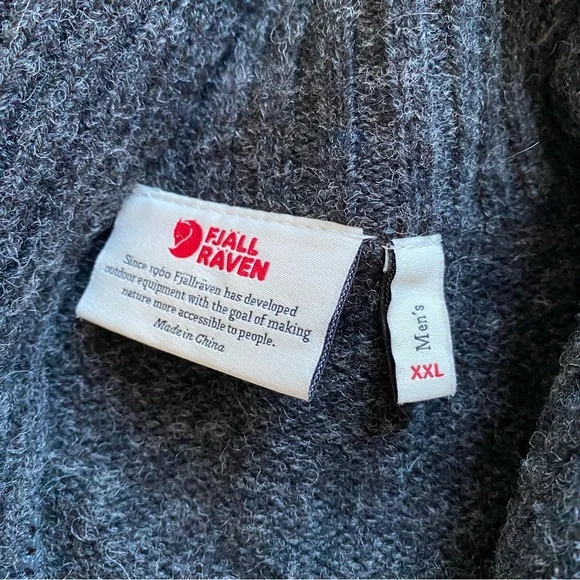 FJÄLL
RÄVEN
Since 1960 Fjällräven has developed
outdoor equipment with the goal of making
nature more accessible to people.
Made in China
Men's
XXL